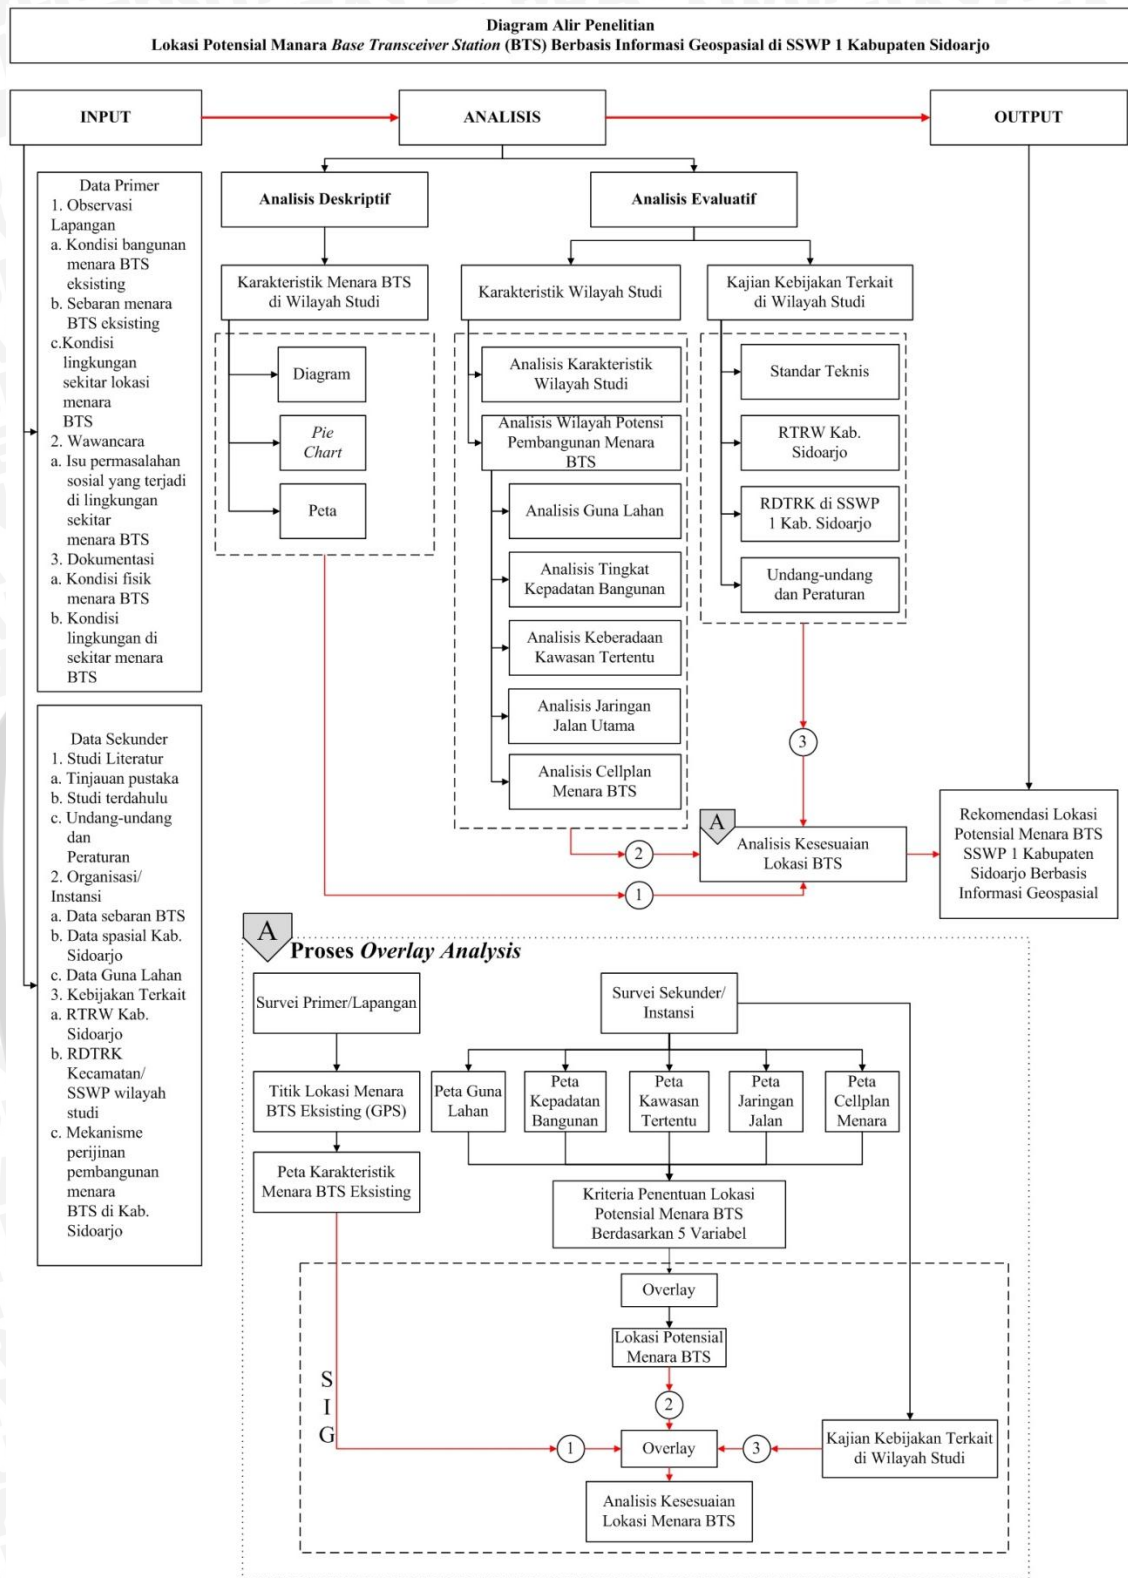 Diagram Alir Penelitian
Lokasi Potensial Manara Base Transceiver Station (BTS) Berbasis Informasi Geospasial di SSWP 1 Kabupaten Sidoarjo
INPUT
ANALISIS
OUTPUT
Data Primer
1. Observasi
Lapangan
a. Kondisi bangunan
menara BTS
eksisting
b. Sebaran menara
BTS eksisting
c.Kondisi
lingkungan
sekitar lokasi
menara
BTS
2. Wawancara
a. Isu permasalahan
sosial yang terjadi
di lingkungan
sekitar
menara BTS
3. Dokumentasi
a. Kondisi fisik
menara BTS
b. Kondisi
lingkungan di
sekitar menara
BTS
Data Sekunder
1. Studi Literatur
a. Tinjauan pustaka
b. Studi terdahulu
c. Undang-undang
dan
Peraturan
2. Organisasi/
Instansi
a. Data sebaran BTS
b. Data spasial Kab.
Sidoarjo
c. Data Guna Lahan
3. Kebijakan Terkait
a. RTRW Kab.
Sidoarjo
b. RDTRK
Kecamatan/
SSWP wilayah
studi
c. Mekanisme
perijinan
pembangunan
menara
BTS di Kab.
Sidoarjo
Analisis Deskriptif
Analisis Evaluatif
Karakteristik Menara BTS
di Wilayah Studi
Diagram
Pie
Chart
Peta
Karakteristik Wilayah Studi
Analisis Karakteristik
Wilayah Studi
Analisis Wilayah Potensi
Pembangunan Menara
BTS
Analisis Guna Lahan
Analisis Tingkat
Kepadatan Bangunan
Analisis Keberadaan
Kawasan Tertentu
Analisis Jaringan
Jalan Utama
Analisis Cellplan
Menara BTS
Kajian Kebijakan Terkait
di Wilayah Studi
Standar Teknis
RTRW Kab.
Sidoarjo
RDTRK di SSWP
1 Kab. Sidoarjo
Undang-undang
dan Peraturan
3
2
1
A
Analisis Kesesuaian
Lokasi BTS
Rekomendasi Lokasi
Potensial Menara BTS
SSWP 1 Kabupaten
Sidoarjo Berbasis
Informasi Geospasial
A
Proses Overlay Analysis
Survei Primer/Lapangan
Titik Lokasi Menara
BTS Eksisting (GPS)
Peta Karakteristik
Menara BTS Eksisting
Survei Sekunder/
Instansi
Peta Guna
Lahan
Peta
Kepadatan
Bangunan
Peta
Kawasan
Tertentu
Peta
Jaringan
Jalan
Peta
Cellplan
Menara
Kriteria Penentuan Lokasi
Potensial Menara BTS
Berdasarkan 5 Variabel
Overlay
Lokasi Potensial
Menara BTS
2
S
I
G
1
Overlay
3
Kajian Kebijakan Terkait
di Wilayah Studi
Analisis Kesesuaian
Lokasi Menara BTS